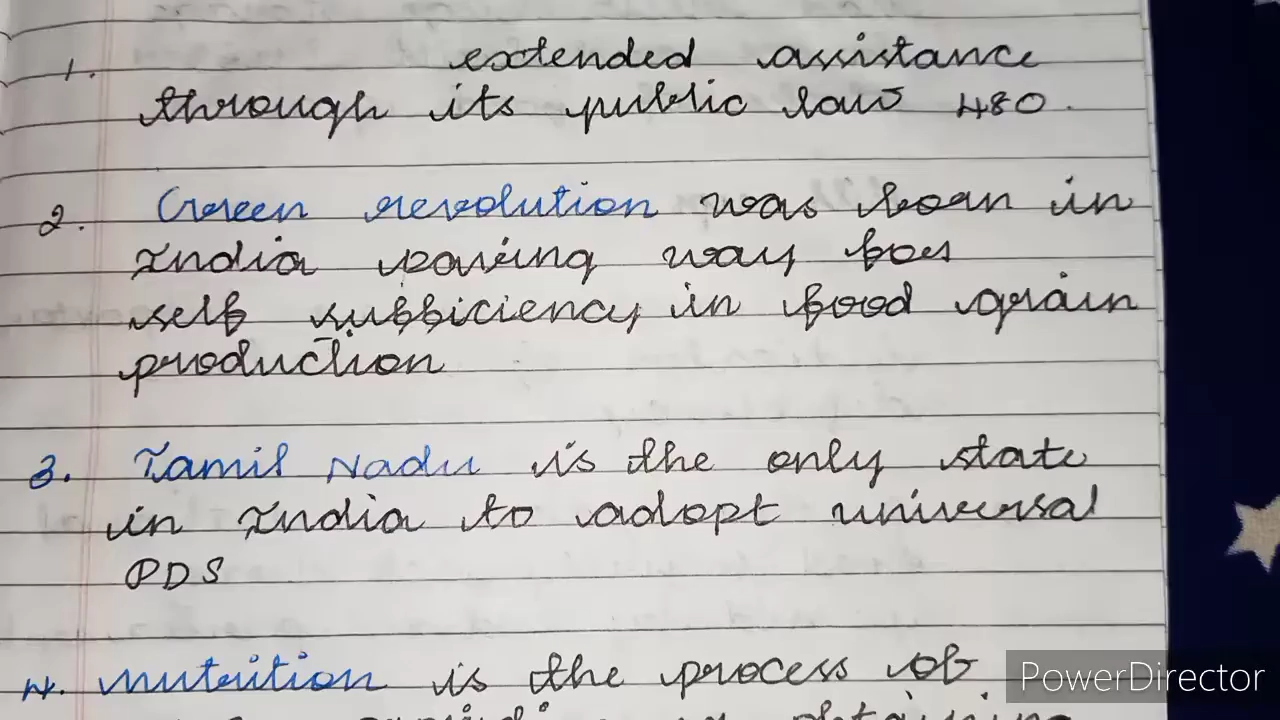 1. extended assistance
through its public law 480.
2. Green revolution was born in
India paving way for
self sufficiency in food grain
production
3. Tamil Nadu is the only state
in India to adopt universal
PDS
4. Nutrition is the process of
obtaining
PowerDirector